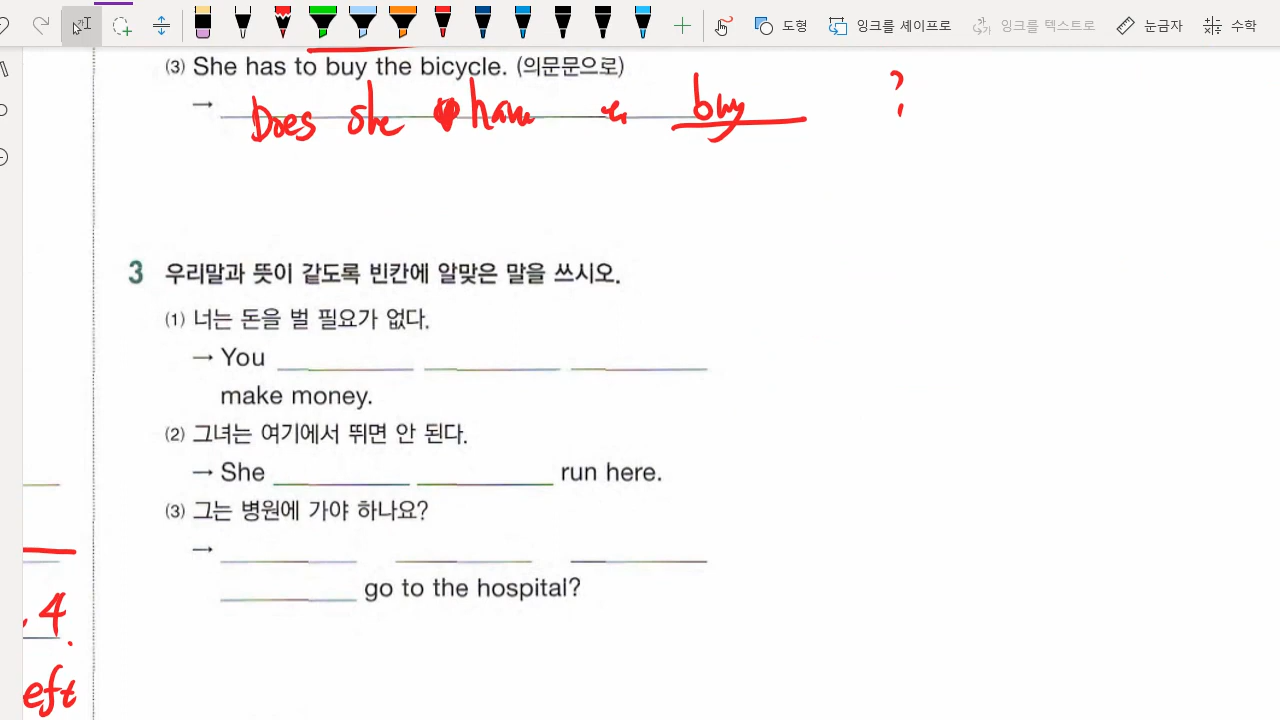 도형 잉크를 셰이프로 잉크를 텍스트로 눈금자 수학
(3) She has to buy the bicycle. (의문문으로)
→ Does she have buy ?
3 우리말과 뜻이 같도록 빈칸에 알맞은 말을 쓰시오.
(1) 너는 돈을 벌 필요가 없다.
→ You
make money.
(2) 그녀는 여기에서 뛰면 안 된다.
→ She run here.
(3) 그는 병원에 가야 하나요?
→
go to the hospital?
4
eft